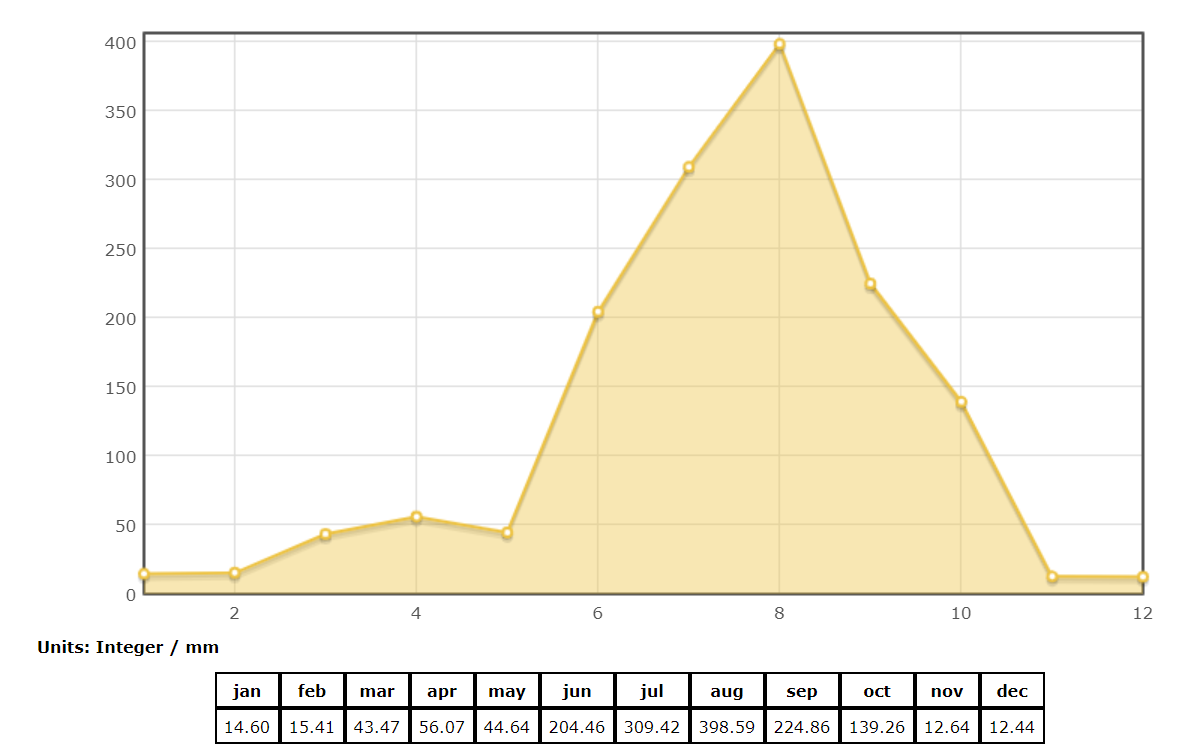 400
350
300
250
200
150
100
50
0
2 4 6 8 10 12
Units: Integer / mm
jan feb mar apr may jun jul aug sep oct nov dec
14.60 15.41 43.47 56.07 44.64 204.46 309.42 398.59 224.86 139.26 12.64 12.44